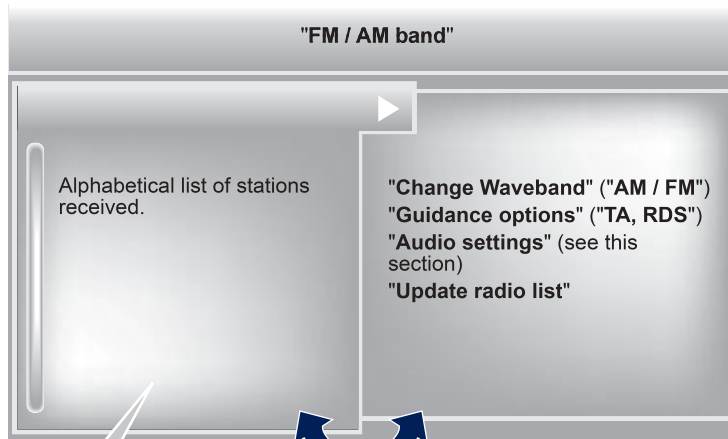 "FM / AM band"
Alphabetical list of stations
received.
"Change Waveband" ("AM / FM")
"Guidance options" ("TA, RDS")
"Audio settings" (see this
section)
"Update radio list"